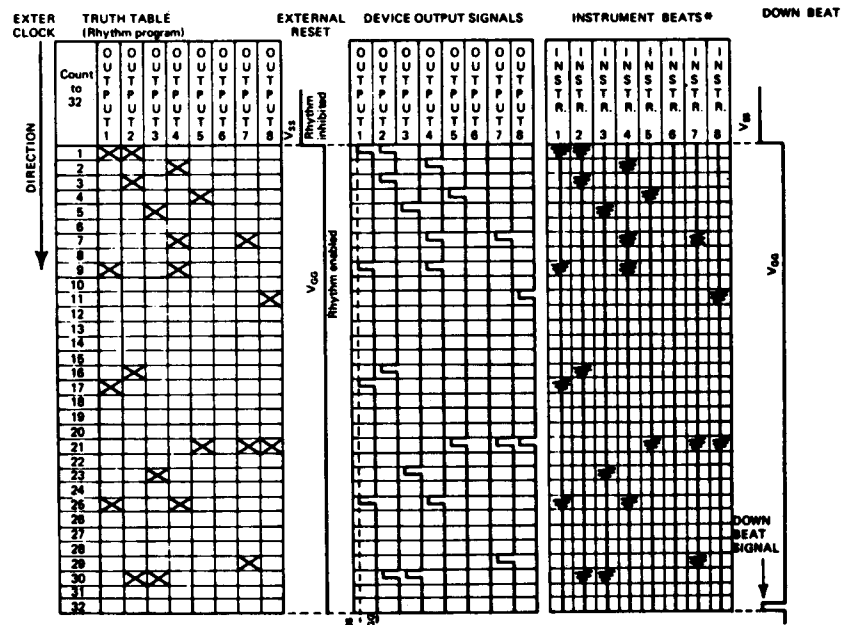 EXTER CLOCK
TRUTH TABLE
(Rhythm program)
EXTERNAL RESET
DEVICE OUTPUT SIGNALS
INSTRUMENT BEATS*
DOWN BEAT
Count to 32
OUTPUT 1
OUTPUT 2
OUTPUT 3
OUTPUT 4
OUTPUT 5
OUTPUT 6
OUTPUT 7
OUTPUT 8
VSS
Rhythm inhibited
OUTPUT 1
OUTPUT 2
OUTPUT 3
OUTPUT 4
OUTPUT 5
OUTPUT 6
OUTPUT 7
OUTPUT 8
INSTR. 1
INSTR. 2
INSTR. 3
INSTR. 4
INSTR. 5
INSTR. 6
INSTR. 7
INSTR. 8
VSS
DIRECTION
1
2
3
4
5
6
7
8
9
10
11
12
13
14
15
16
17
18
19
20
21
22
23
24
25
26
27
28
29
30
31
32
VGG
Rhythm enabled
VGG
DOWN BEAT SIGNAL